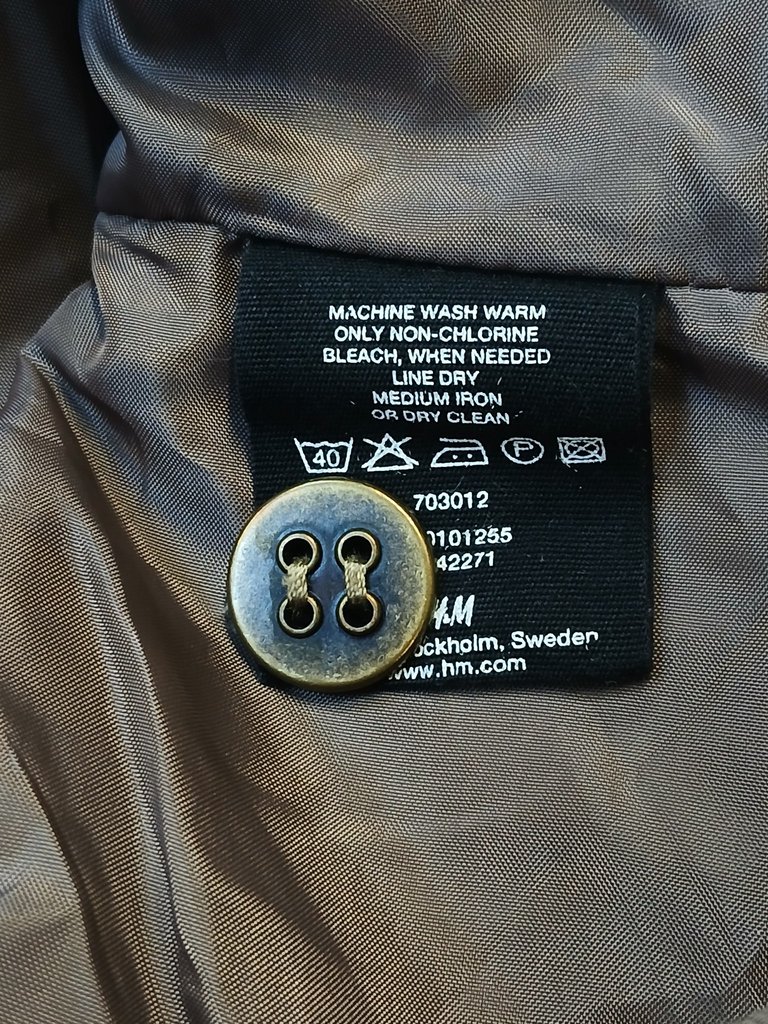 MACHINE WASH WARM
ONLY NON-CHLORINE
BLEACH, WHEN NEEDED
LINE DRY
MEDIUM IRON
OR DRY CLEAN
40 P
703012
0101255
42271
www.hm.com
Sweden